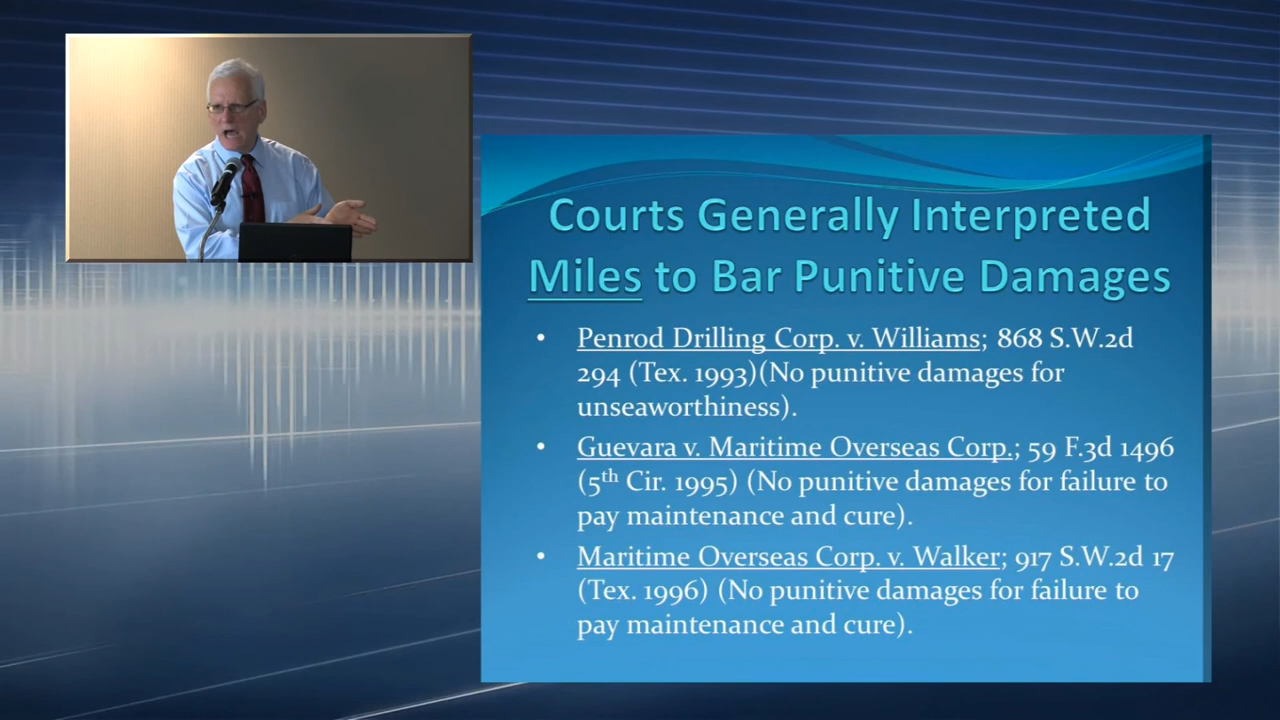 Courts Generally Interpreted
Miles to Bar Punitive Damages
• Penrod Drilling Corp. v. Williams; 868 S.W.2d
294 (Tex. 1993)(No punitive damages for
unseaworthiness).
• Guevara v. Maritime Overseas Corp.; 59 F.3d 1496
(5th Cir. 1995) (No punitive damages for failure to
pay maintenance and cure).
• Maritime Overseas Corp. v. Walker; 917 S.W.2d 17
(Tex. 1996) (No punitive damages for failure to
pay maintenance and cure).